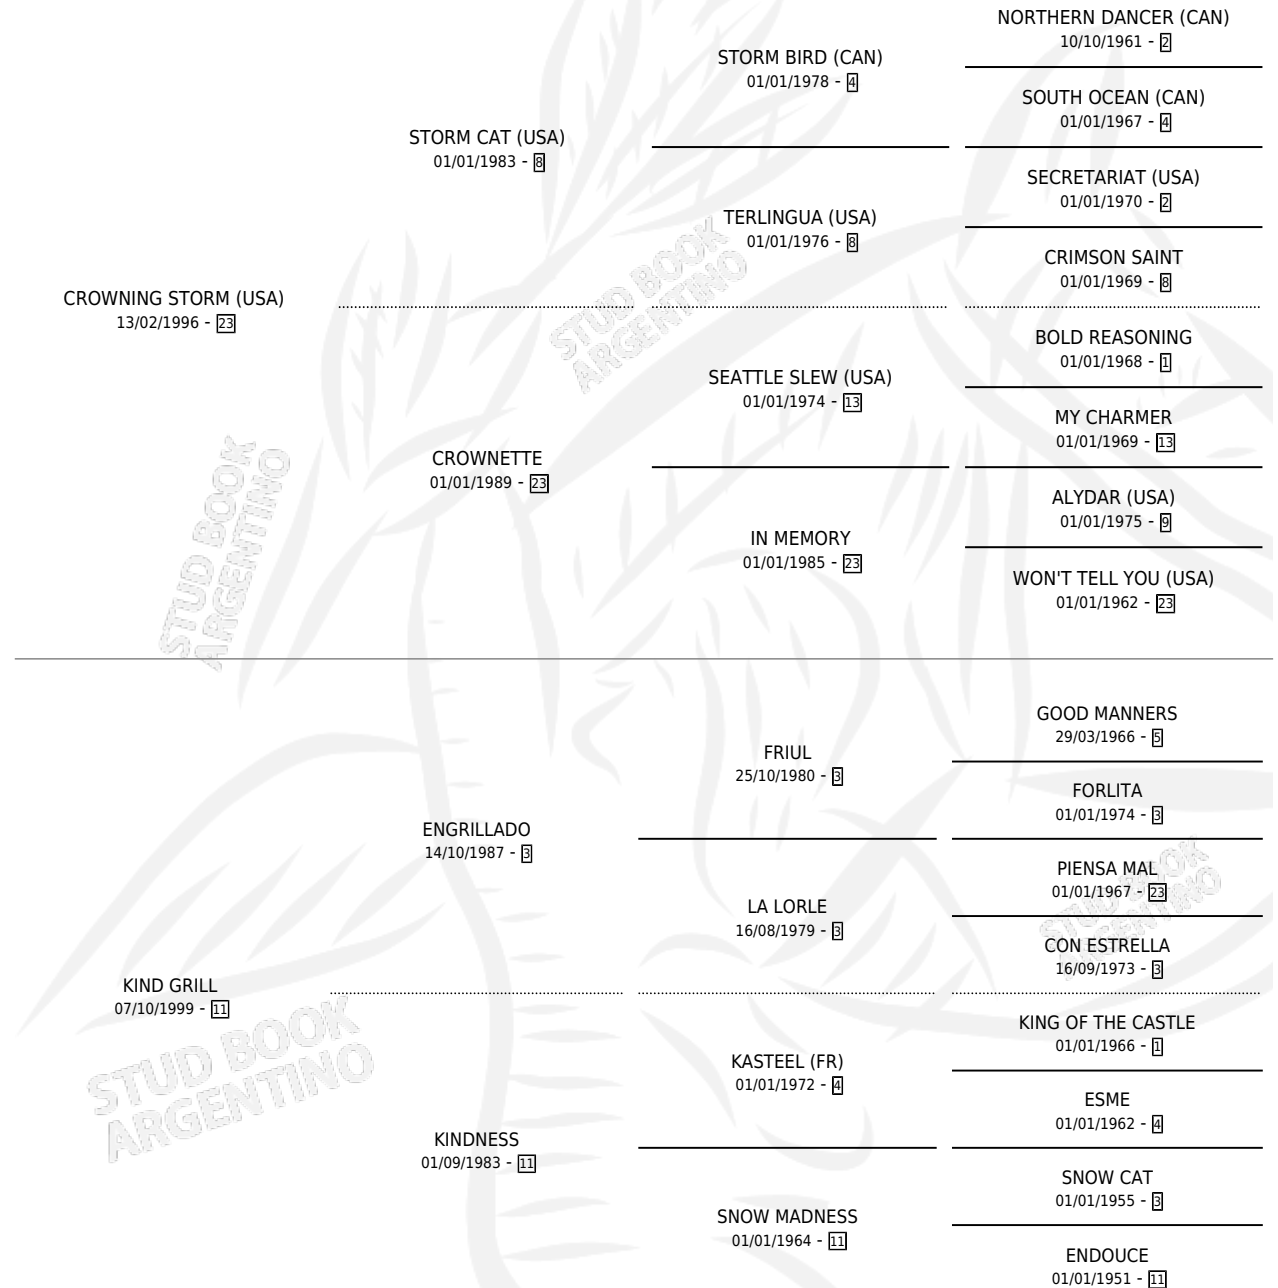 NORTHERN DANCER (CAN)
10/10/1961 - 2
STORM BIRD (CAN)
01/01/1978 - 4
SOUTH OCEAN (CAN)
01/01/1967 - 4
STORM CAT (USA)
01/01/1983 - 8
SECRETARIAT (USA)
01/01/1970 - 2
TERLINGUA (USA)
01/01/1976 - 8
CRIMSON SAINT
01/01/1969 - 8
CROWNING STORM (USA)
13/02/1996 - 23
STUD BOOK
ARGENTINO
BOLD REASONING
01/01/1968 - 1
SEATTLE SLEW (USA)
01/01/1974 - 13
MY CHARMER
01/01/1969 - 13
CROWNETTE
01/01/1989 - 23
ALYDAR (USA)
01/01/1975 - 9
IN MEMORY
01/01/1985 - 23
WON'T TELL YOU (USA)
01/01/1962 - 23
STUD BOOK
ARGENTINO
GOOD MANNERS
29/03/1966 - 5
FRIUL
25/10/1980 - 3
FORLITA
01/01/1974 - 3
ENGRILLADO
14/10/1987 - 3
PIENSA MAL
01/01/1967 - 23
LA LORLE
16/08/1979 - 3
STUD BOOK
ARGENTINO
CON ESTRELLA
16/09/1973 - 3
KIND GRILL
07/10/1999 - 11
KING OF THE CASTLE
01/01/1966 - 1
STUD BOOK
ARGENTINO
KASTEEL (FR)
01/01/1972 - 4
ESME
01/01/1962 - 4
KINDNESS
01/09/1983 - 11
SNOW CAT
01/01/1955 - 3
SNOW MADNESS
01/01/1964 - 11
ENDOUCE
01/01/1951 - 11